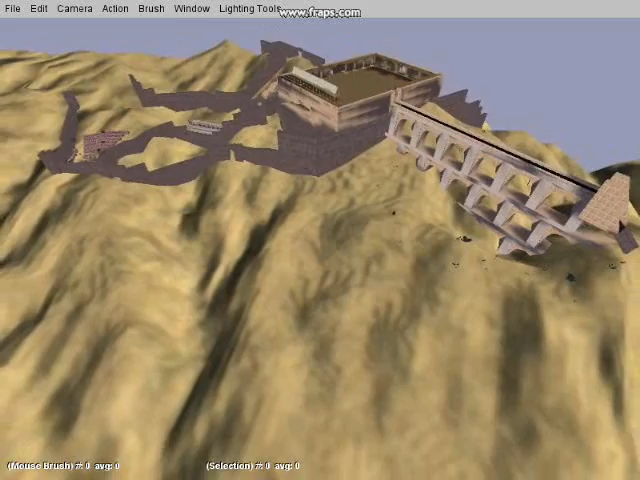 File Edit Camera Action Brush Window Lighting Tools
www.fraps.com
(Mouse Brush) #: 0 avg: 0 (Selection) #: 0 avg: 0